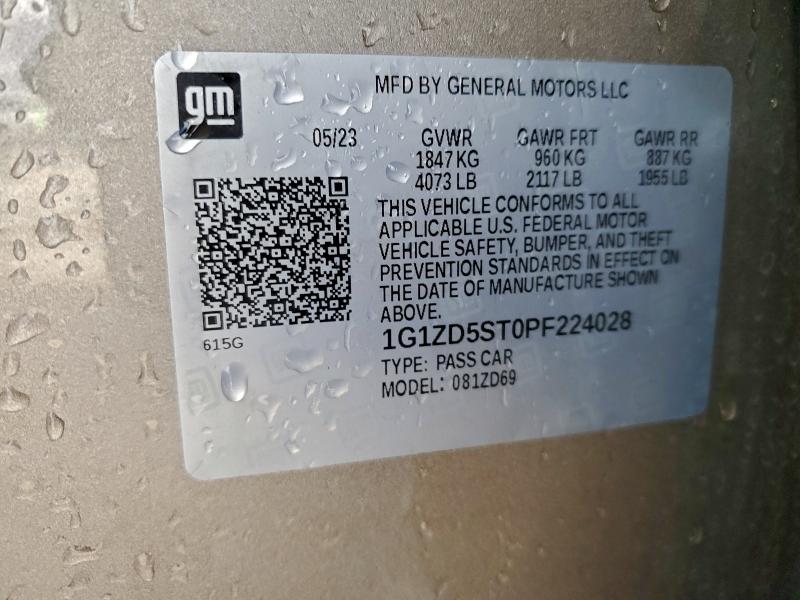 gm
MFD BY GENERAL MOTORS LLC
05/23 GVWR GAWR FRT GAWR RR
1847 KG 960 KG 887 KG
4073 LB 2117 LB 1955 LB
THIS VEHICLE CONFORMS TO ALL
APPLICABLE U.S. FEDERAL MOTOR
VEHICLE SAFETY, BUMPER, AND THEFT
PREVENTION STANDARDS IN EFFECT ON
THE DATE OF MANUFACTURE SHOWN
ABOVE.
615G
1G1ZD5ST0PF224028
TYPE: PASS CAR
MODEL: 081ZD69